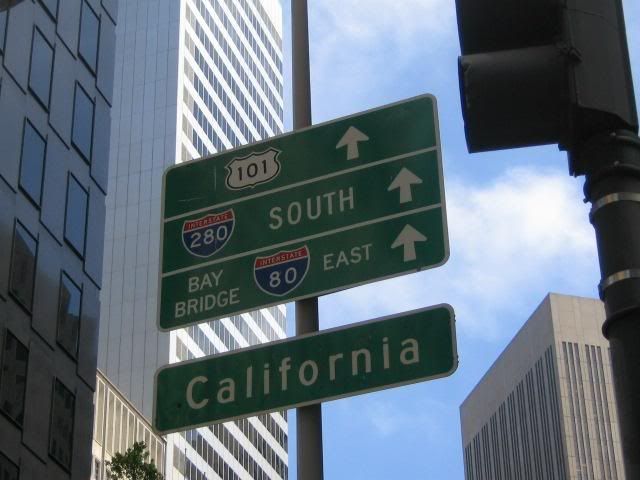 101
INTERSTATE 280 SOUTH
BAY BRIDGE INTERSTATE 80 EAST
California